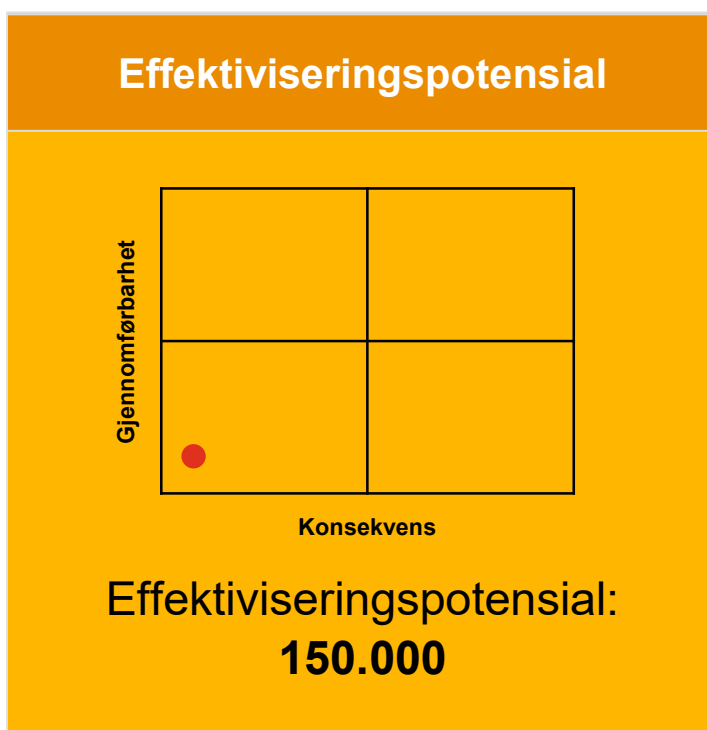 Effektiviseringspotensial
Gjennomførbarhet
Konsekvens
Effektiviseringspotensial:
150.000